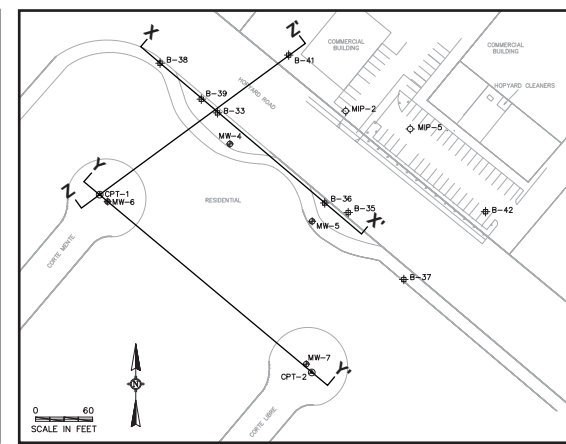 X
Z'
B-38
B-41
COMMERCIAL
BUILDING
COMMERCIAL
BUILDING
HOPYARD ROAD
HOPYARD CLEANERS
B-39
B-33
MIP-2
MIP-5
MW-4
Y
Z
CPT-1
MW-6
RESIDENTIAL
B-36
B-35
B-42
X'
MW-5
CORTE MENTE
B-37
MW-7
CPT-2
Y'
N
0 60
SCALE IN FEET
CORTE LIBRE